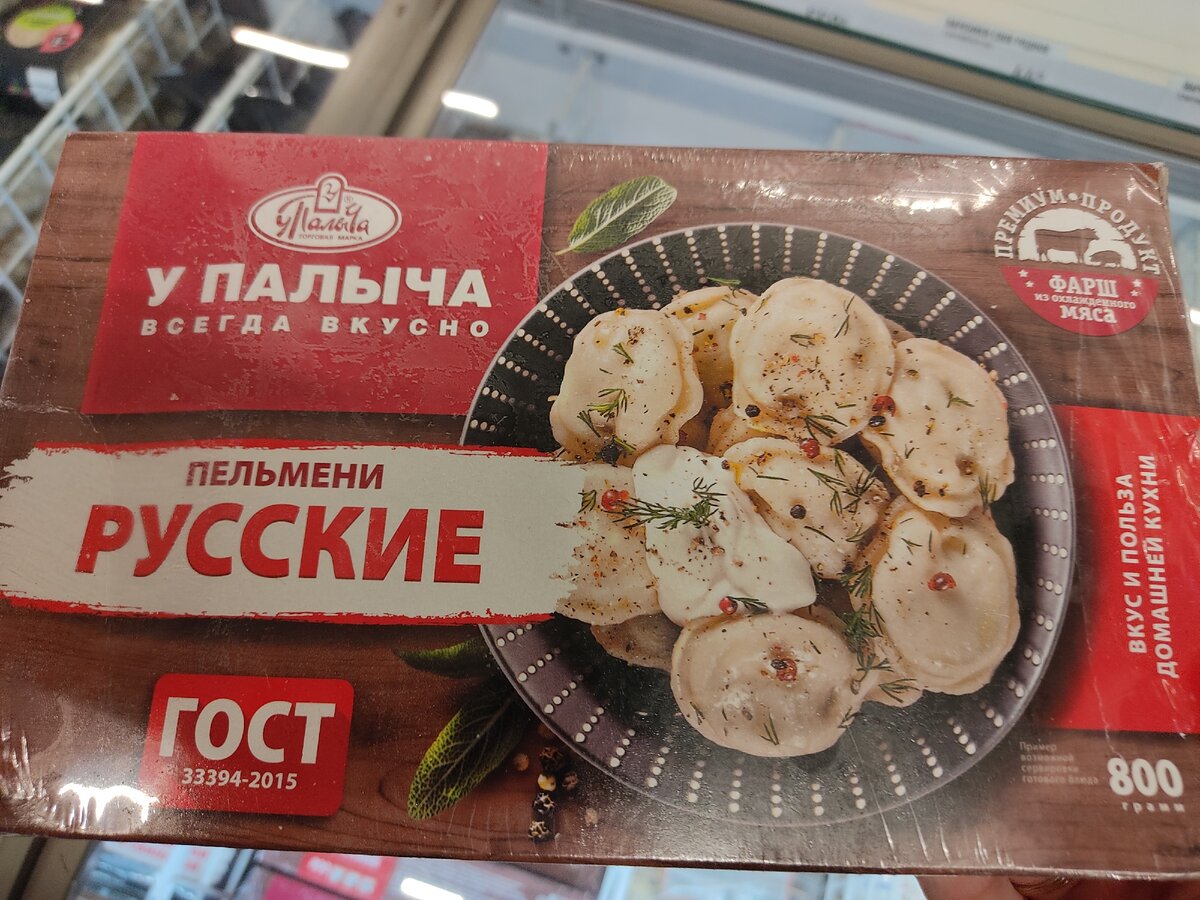 у Палыча
ТОРГОВАЯ МАРКА
У ПАЛЫЧА
ВСЕГДА ВКУСНО
ПРЕМИУМ • ПРОДУКТ
ФАРШ
из охлажденного
МЯСА
ПЕЛЬМЕНИ
РУССКИЕ
ВКУС И ПОЛЬЗА
ДОМАШНЕЙ КУХНИ
ГОСТ
33394-2015
Пример
возможной
сервировки
готового блюда
800
грамм